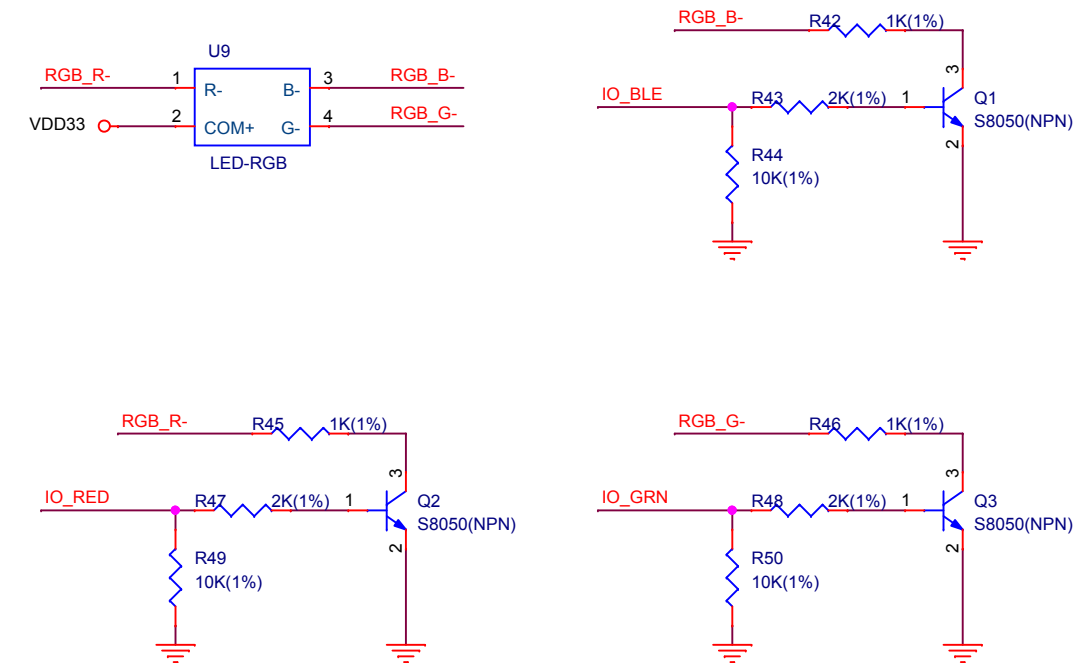 U9
RGB_R-
1
R-
B-
3
RGB_B-
VDD33
2
COM+
G-
4
RGB_G-
LED-RGB
RGB_B-
R42
1K(1%)
3
IO_BLE
R43
2K(1%)
1
Q1
S8050(NPN)
2
R44
10K(1%)
RGB_R-
R45
1K(1%)
3
IO_RED
R47
2K(1%)
1
Q2
S8050(NPN)
2
R49
10K(1%)
RGB_G-
R46
1K(1%)
3
IO_GRN
R48
2K(1%)
1
Q3
S8050(NPN)
2
R50
10K(1%)